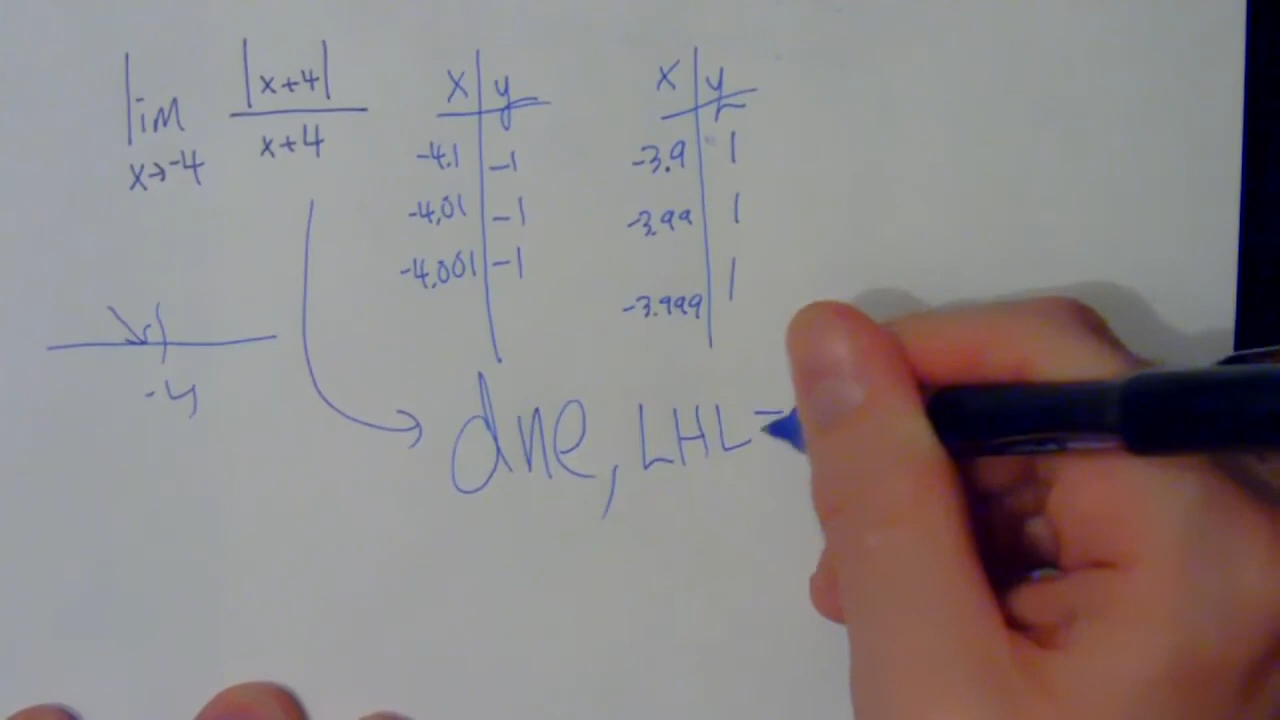 lim |x+4| / x+4
x→-4
x y
-4.1 -1
-4.01 -1
-4.001 -1
x y
-3.9 1
-3.99 1
-3.999 1
-4
dne, LHL